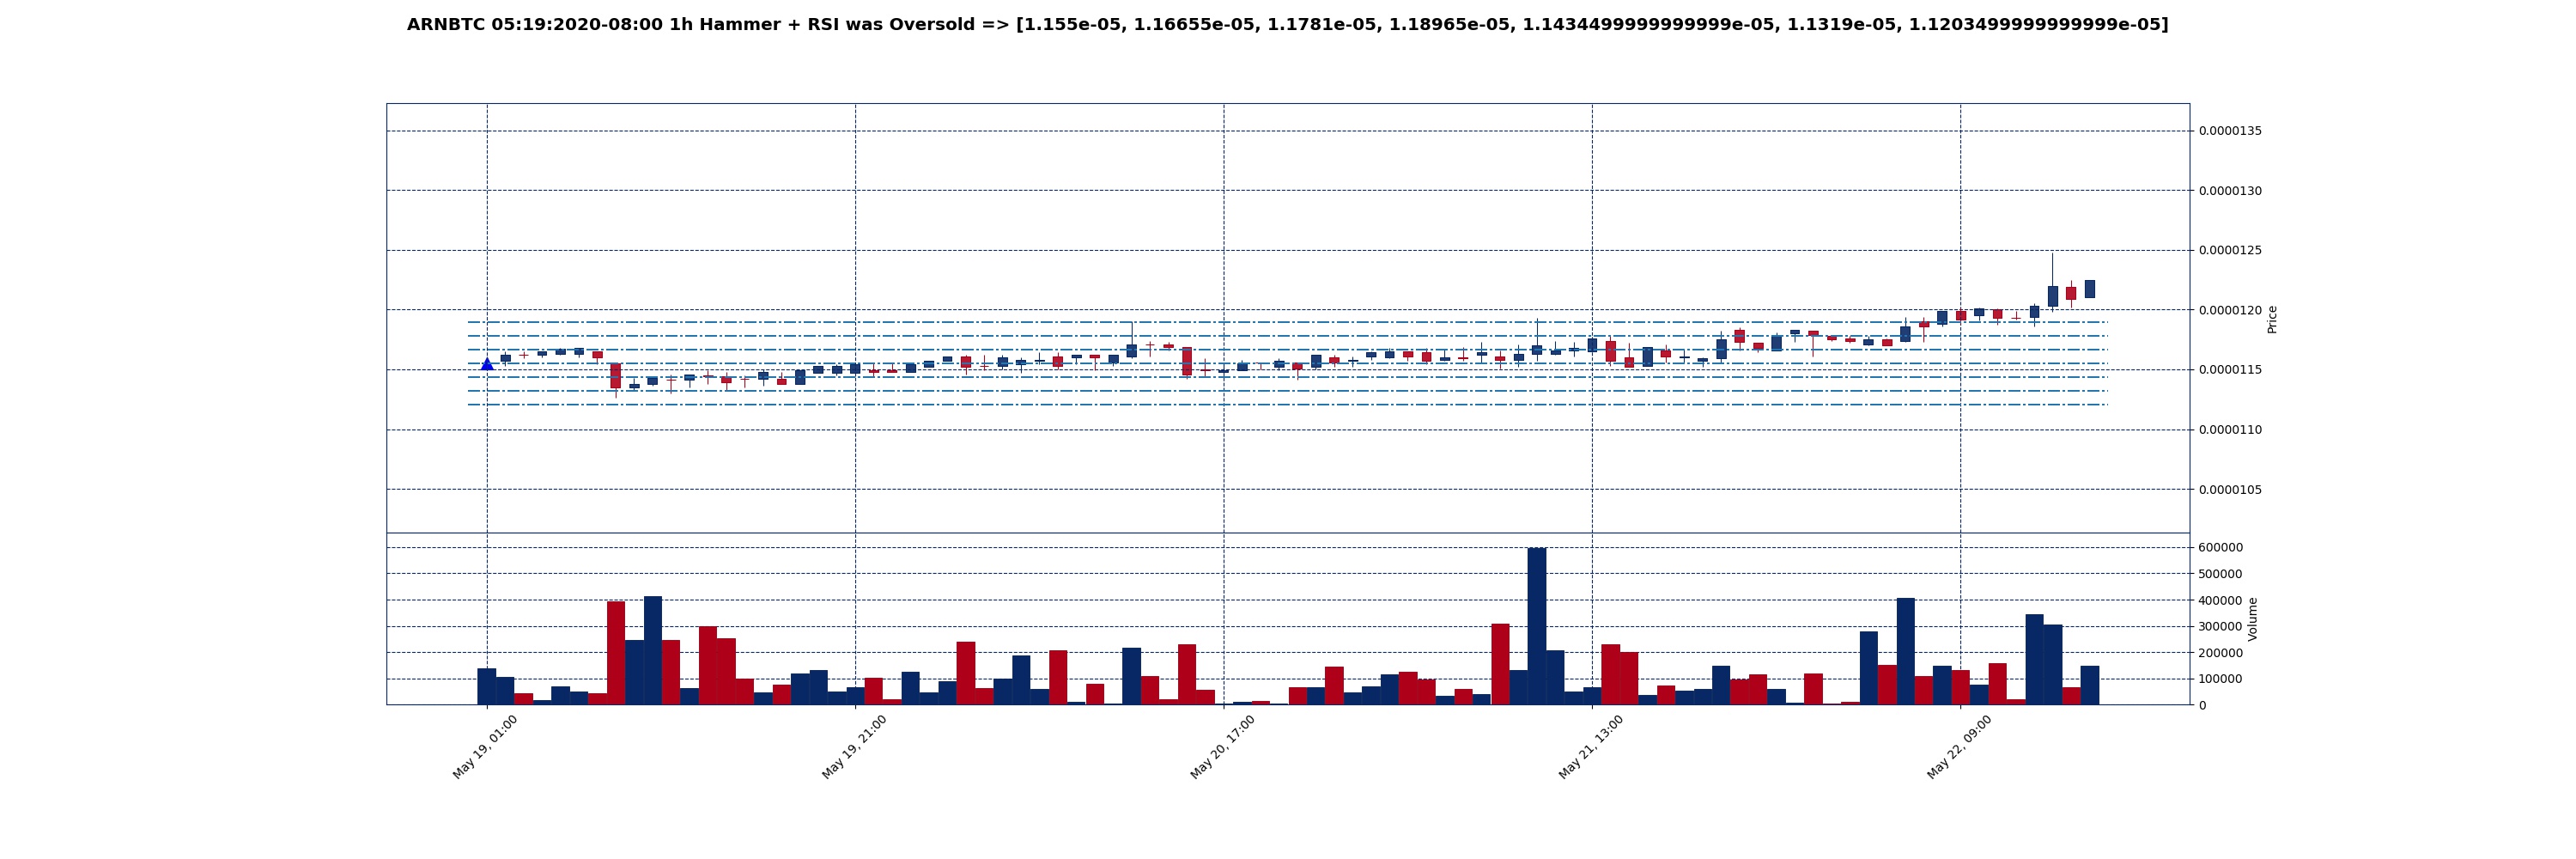 ARNBTC 05:19:2020-08:00 1h Hammer + RSI was Oversold => [1.155e-05, 1.16655e-05, 1.1781e-05, 1.18965e-05, 1.1434499999999999e-05, 1.1319e-05, 1.1203499999999999e-05]
0.0000135
0.0000130
0.0000125
0.0000120
0.0000115
0.0000110
0.0000105
Price
600000
500000
400000
300000
200000
100000
0
Volume
May 19, 01:00
May 19, 21:00
May 20, 17:00
May 21, 13:00
May 22, 09:00